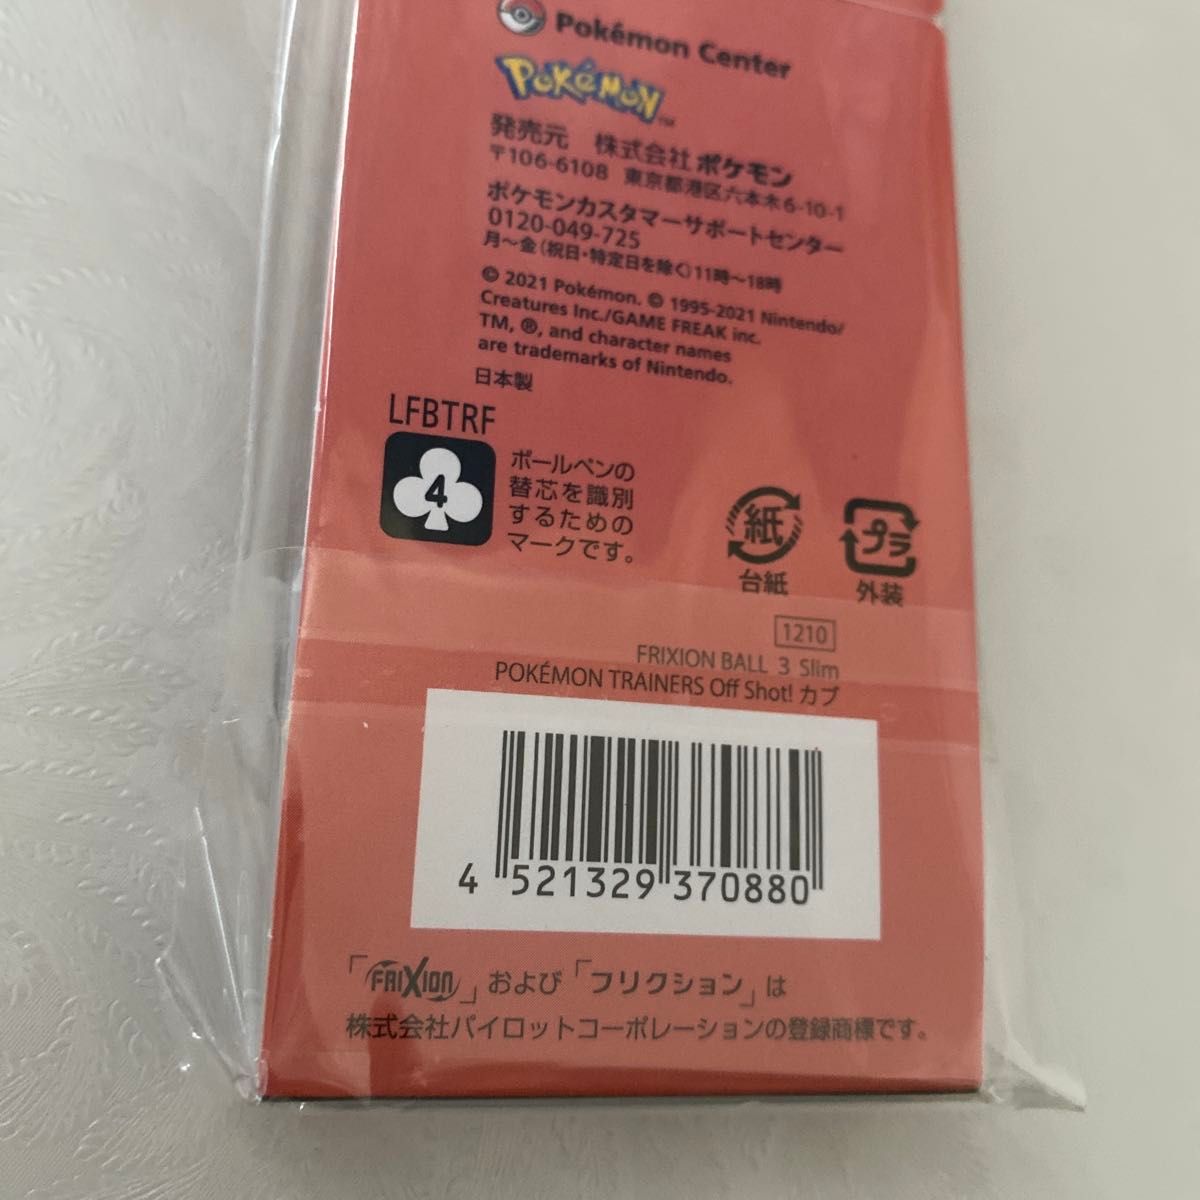 Pokémon Center
POKéMON™
発売元 株式会社 ポケモン
〒106-6108 東京都港区六本木6-10-1
ポケモンカスタマーサポートセンター
0120-049-725
月～金(祝日・特定日を除く)11時～18時
© 2021 Pokémon. © 1995-2021 Nintendo/
Creatures Inc./GAME FREAK inc.
TM, ®, and character names
are trademarks of Nintendo.
日本製
LFBTRF
4
ボールペンの
替芯を識別
するための
マークです。
紙
台紙
プラ
外装
1210
FRIXION BALL 3 Slim
POKÉMON TRAINERS Off Shot! カブ
4 521329 370880
「FRIXION」および「フリクション」は
株式会社パイロットコーポレーションの登録商標です。